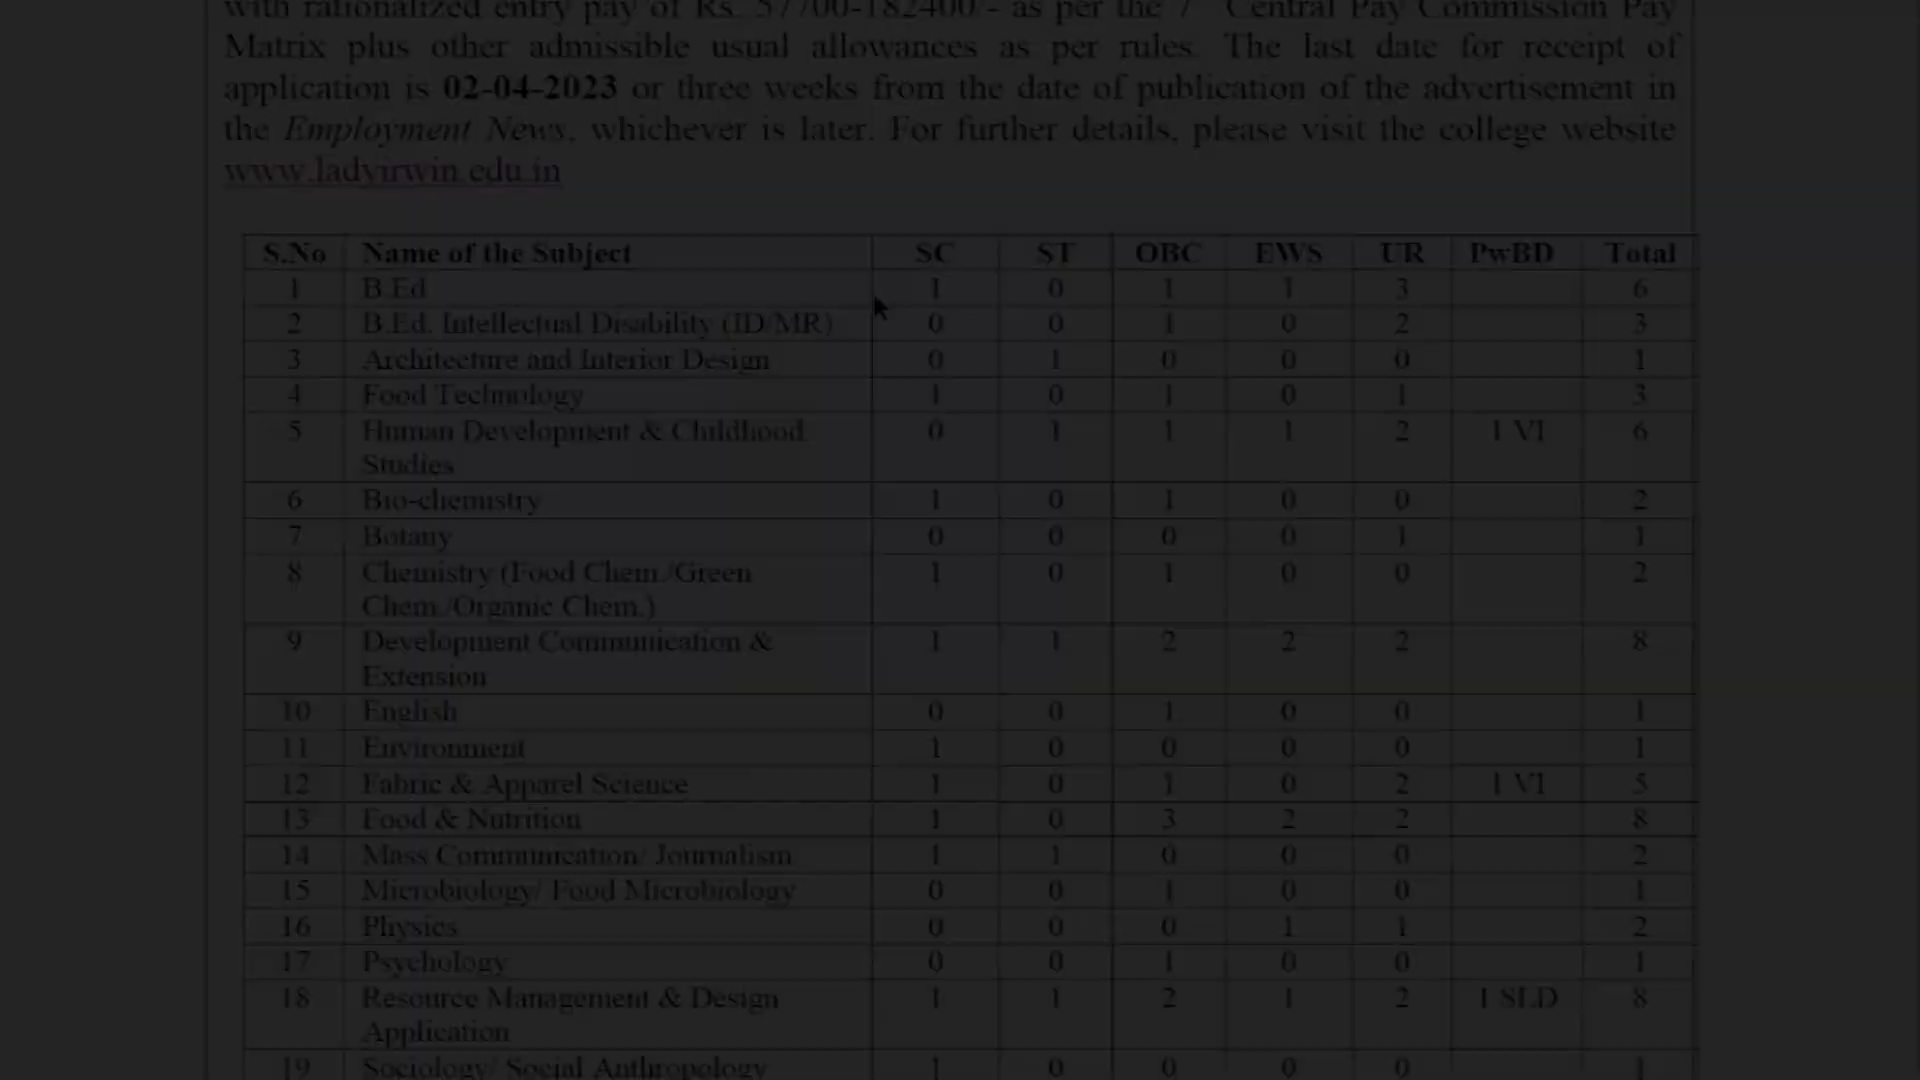 with rationalized entry pay of Rs. 57700-182400/- as per the 7 Central Pay Commission Pay
Matrix plus other admissible usual allowances as per rules. The last date for receipt of
application is 02-04-2023 or three weeks from the date of publication of the advertisement in
the Employment News, whichever is later. For further details, please visit the college website
www.ladyirwin.edu.in
S.No Name of the Subject SC ST OBC EWS UR PwBD Total
1 B.Ed 1 0 1 1 3 6
2 B.Ed. Intellectual Disability (ID/MR) 0 0 1 0 2 3
3 Architecture and Interior Design 0 1 0 0 0 1
4 Food Technology 1 0 1 0 1 3
5 Human Development & Childhood 0 1 1 1 2 1 VI 6
Studies
6 Bio-chemistry 1 0 1 0 0 2
7 Botany 0 0 0 0 1 1
8 Chemistry (Food Chem./Green 1 0 1 0 0 2
Chem./Organic Chem.)
9 Development Communication & 1 1 2 2 2 8
Extension
10 English 0 0 1 0 0 1
11 Environment 1 0 0 0 0 1
12 Fabric & Apparel Science 1 0 1 0 2 1 VI 5
13 Food & Nutrition 1 0 3 2 2 8
14 Mass Communication/ Journalism 1 1 0 0 0 2
15 Microbiology/ Food Microbiology 0 0 1 0 0 1
16 Physics 0 0 0 1 1 2
17 Psychology 0 0 1 0 0 1
18 Resource Management & Design 1 1 2 1 2 1 SLD 8
Application
19 Sociology/ Social Anthropology 1 0 0 0 0 1